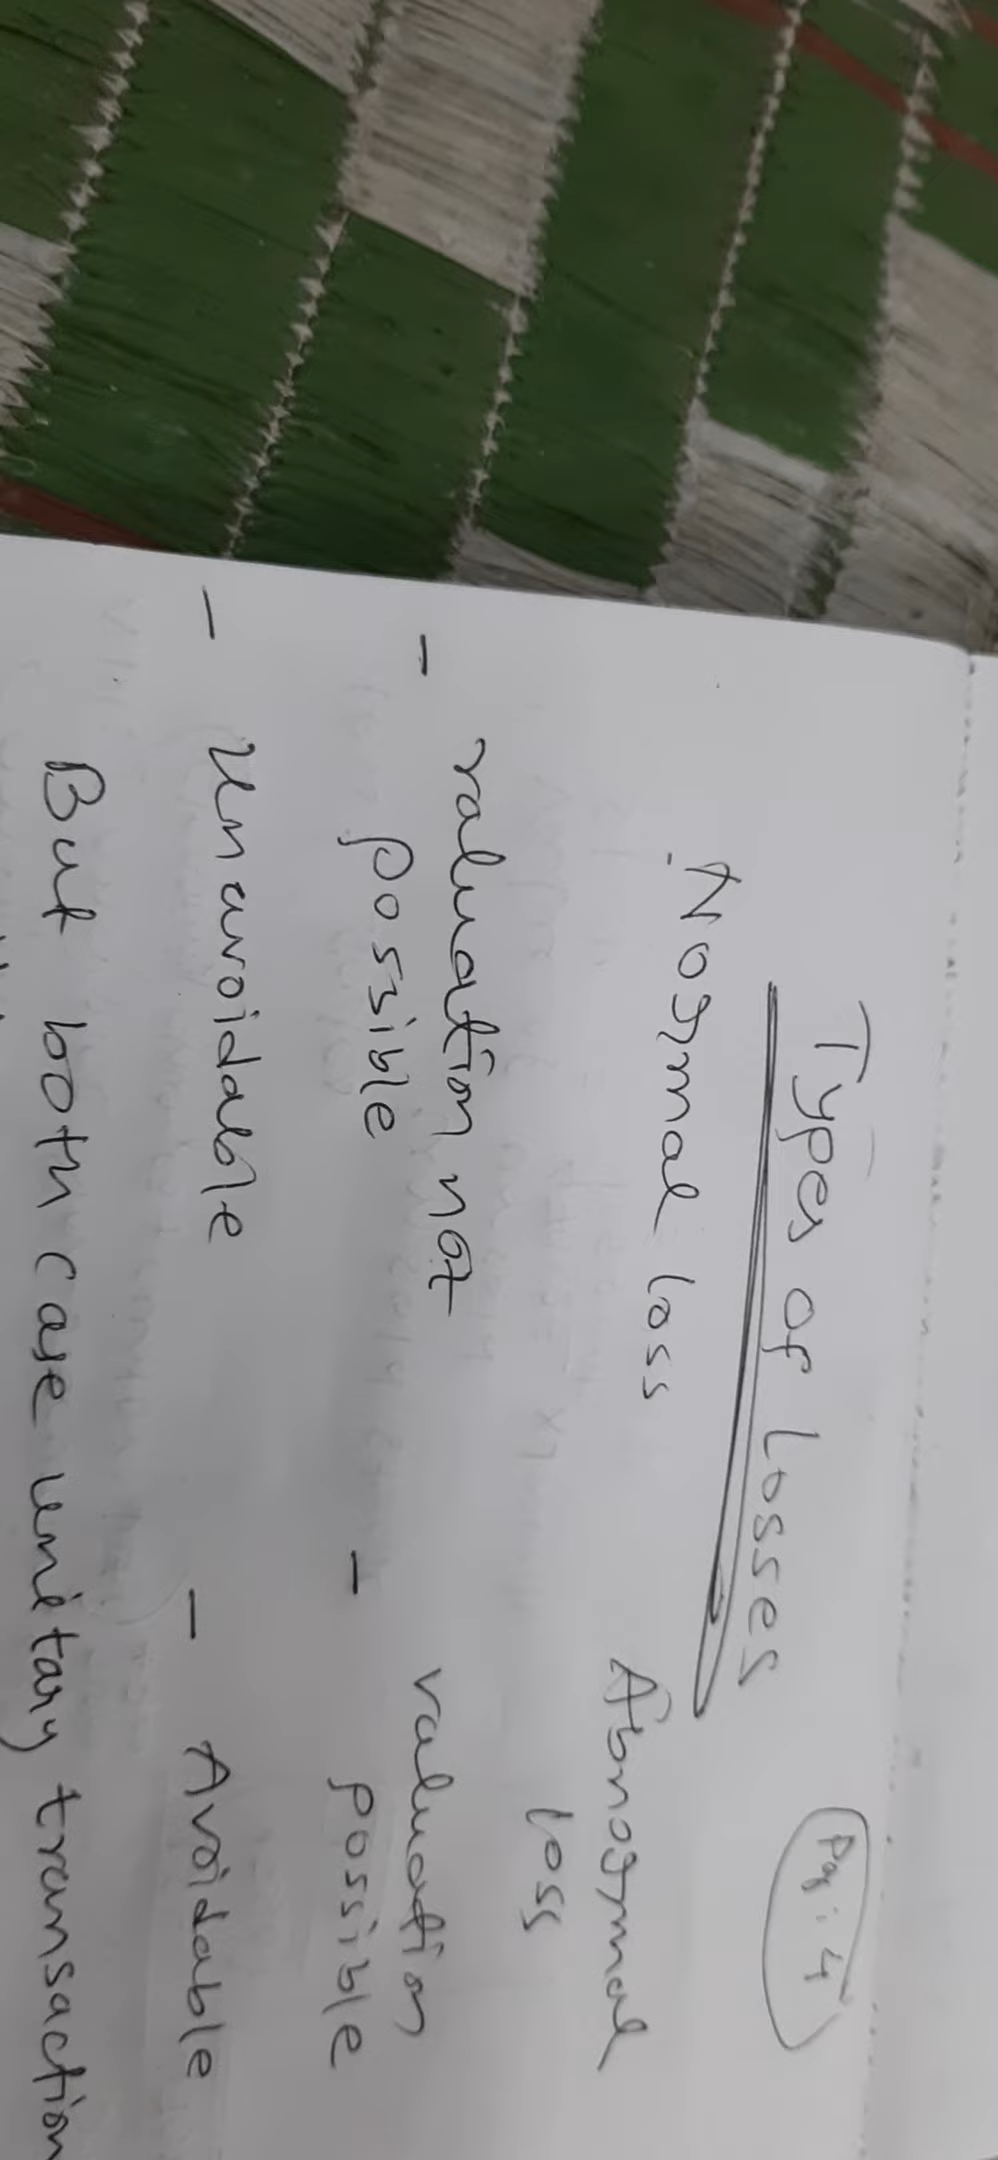 Pg: 4
Types of Losses
Normal loss
Abnormal
loss
- valuation not
possible
- valuation
possible
- Unavoidable
- Avoidable
But both case unitary transaction